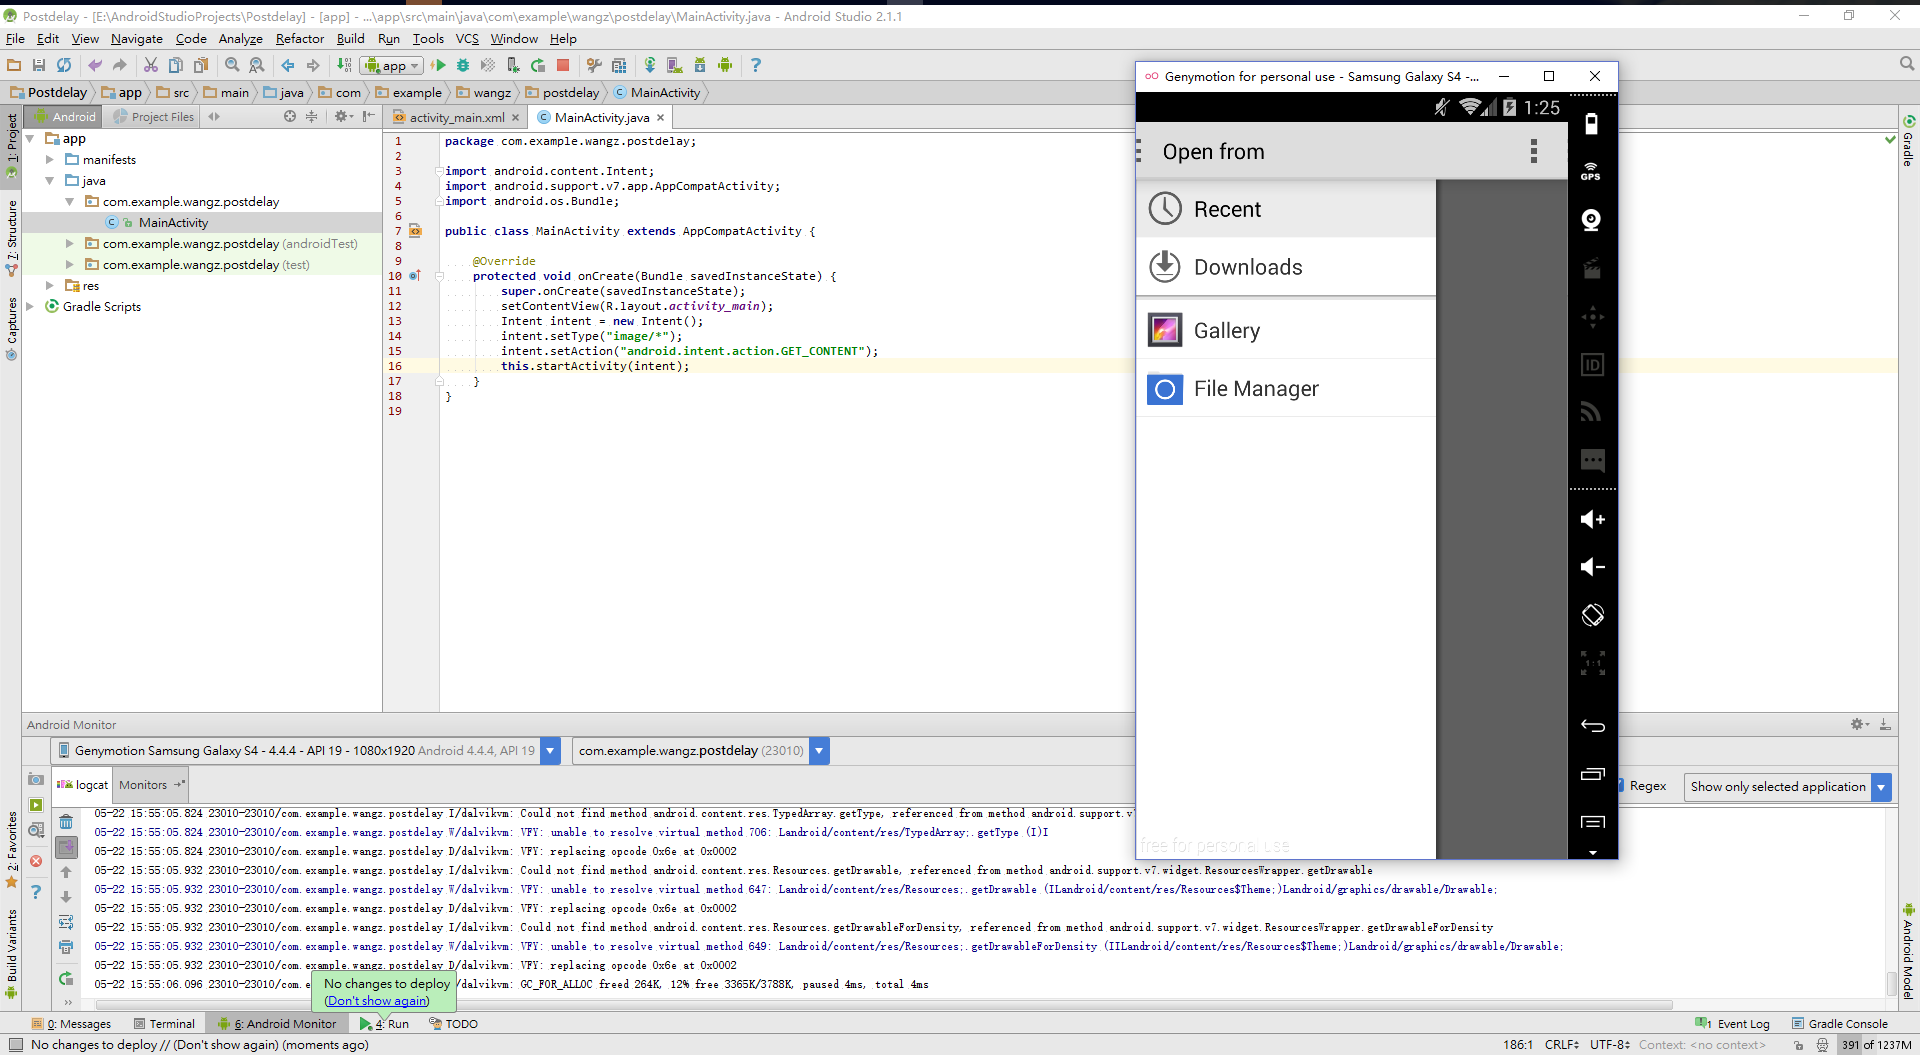 Postdelay - [E:\AndroidStudioProjects\Postdelay] - [app] - ...\app\src\main\java\com\example\wangz\postdelay\MainActivity.java - Android Studio 2.1.1
File Edit View Navigate Code Analyze Refactor Build Run Tools VCS Window Help
app
Postdelay app src main java com example wangz postdelay MainActivity
Android Project Files
activity_main.xml MainActivity.java
1: Project
7: Structure
Captures
2: Favorites
Build Variants
app
manifests
java
com.example.wangz.postdelay
MainActivity
com.example.wangz.postdelay (androidTest)
com.example.wangz.postdelay (test)
res
Gradle Scripts
1 package com.example.wangz.postdelay;
2
3 import android.content.Intent;
4 import android.support.v7.app.AppCompatActivity;
5 import android.os.Bundle;
6
7 public class MainActivity extends AppCompatActivity {
8
9 @Override
10 protected void onCreate(Bundle savedInstanceState) {
11 super.onCreate(savedInstanceState);
12 setContentView(R.layout.activity_main);
13 Intent intent = new Intent();
14 intent.setType("image/*");
15 intent.setAction("android.intent.action.GET_CONTENT");
16 this.startActivity(intent);
17 }
18 }
19
Genymotion for personal use - Samsung Galaxy S4 -...
1:25
Open from
Recent
Downloads
Gallery
File Manager
free for personal use
GPS
ID
1:1
Gradle
Android Model
Android Monitor
Genymotion Samsung Galaxy S4 - 4.4.4 - API 19 - 1080x1920 Android 4.4.4, API 19
com.example.wangz.postdelay (23010)
logcat Monitors
Regex
Show only selected application
05-22 15:55:05.824 23010-23010/com.example.wangz.postdelay I/dalvikvm: Could not find method android.content.res.TypedArray.getType, referenced from method android.support.v
05-22 15:55:05.824 23010-23010/com.example.wangz.postdelay W/dalvikvm: VFY: unable to resolve virtual method 706: Landroid/content/res/TypedArray;.getType (I)I
05-22 15:55:05.824 23010-23010/com.example.wangz.postdelay D/dalvikvm: VFY: replacing opcode 0x6e at 0x0002
05-22 15:55:05.932 23010-23010/com.example.wangz.postdelay I/dalvikvm: Could not find method android.content.res.Resources.getDrawable, referenced from method android.support.v7.widget.ResourcesWrapper.getDrawable
05-22 15:55:05.932 23010-23010/com.example.wangz.postdelay W/dalvikvm: VFY: unable to resolve virtual method 647: Landroid/content/res/Resources;.getDrawable (ILandroid/content/res/Resources$Theme;)Landroid/graphics/drawable/Drawable;
05-22 15:55:05.932 23010-23010/com.example.wangz.postdelay D/dalvikvm: VFY: replacing opcode 0x6e at 0x0002
05-22 15:55:05.932 23010-23010/com.example.wangz.postdelay I/dalvikvm: Could not find method android.content.res.Resources.getDrawableForDensity, referenced from method android.support.v7.widget.ResourcesWrapper.getDrawableForDensity
05-22 15:55:05.932 23010-23010/com.example.wangz.postdelay W/dalvikvm: VFY: unable to resolve virtual method 649: Landroid/content/res/Resources;.getDrawableForDensity (IILandroid/content/res/Resources$Theme;)Landroid/graphics/drawable/Drawable;
05-22 15:55:05.932 23010-23010/com.example.wangz.postdelay D/dalvikvm: VFY: replacing opcode 0x6e at 0x0002
05-22 15:55:06.096 23010-23010/com.e /dalvikvm: GC_FOR_ALLOC freed 264K, 12% free 3365K/3788K, paused 4ms, total 4ms
No changes to deploy
(Don't show again)
0: Messages Terminal 6: Android Monitor 4: Run TODO
1 Event Log Gradle Console
No changes to deploy // (Don't show again) (moments ago)
186:1 CRLF UTF-8 Context: <no context> 391 of 1237M